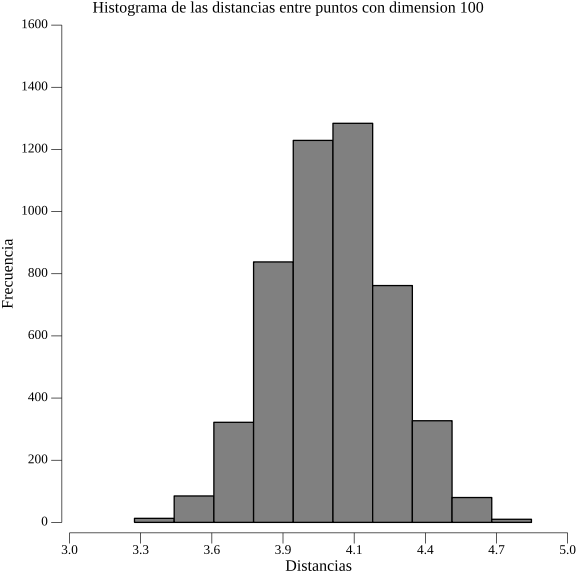 Histograma de las distancias entre puntos con dimension 100
1600
1400
1200
1000
800
600
400
200
0
Frecuencia
3.0 3.3 3.6 3.9 4.1 4.4 4.7 5.0
Distancias